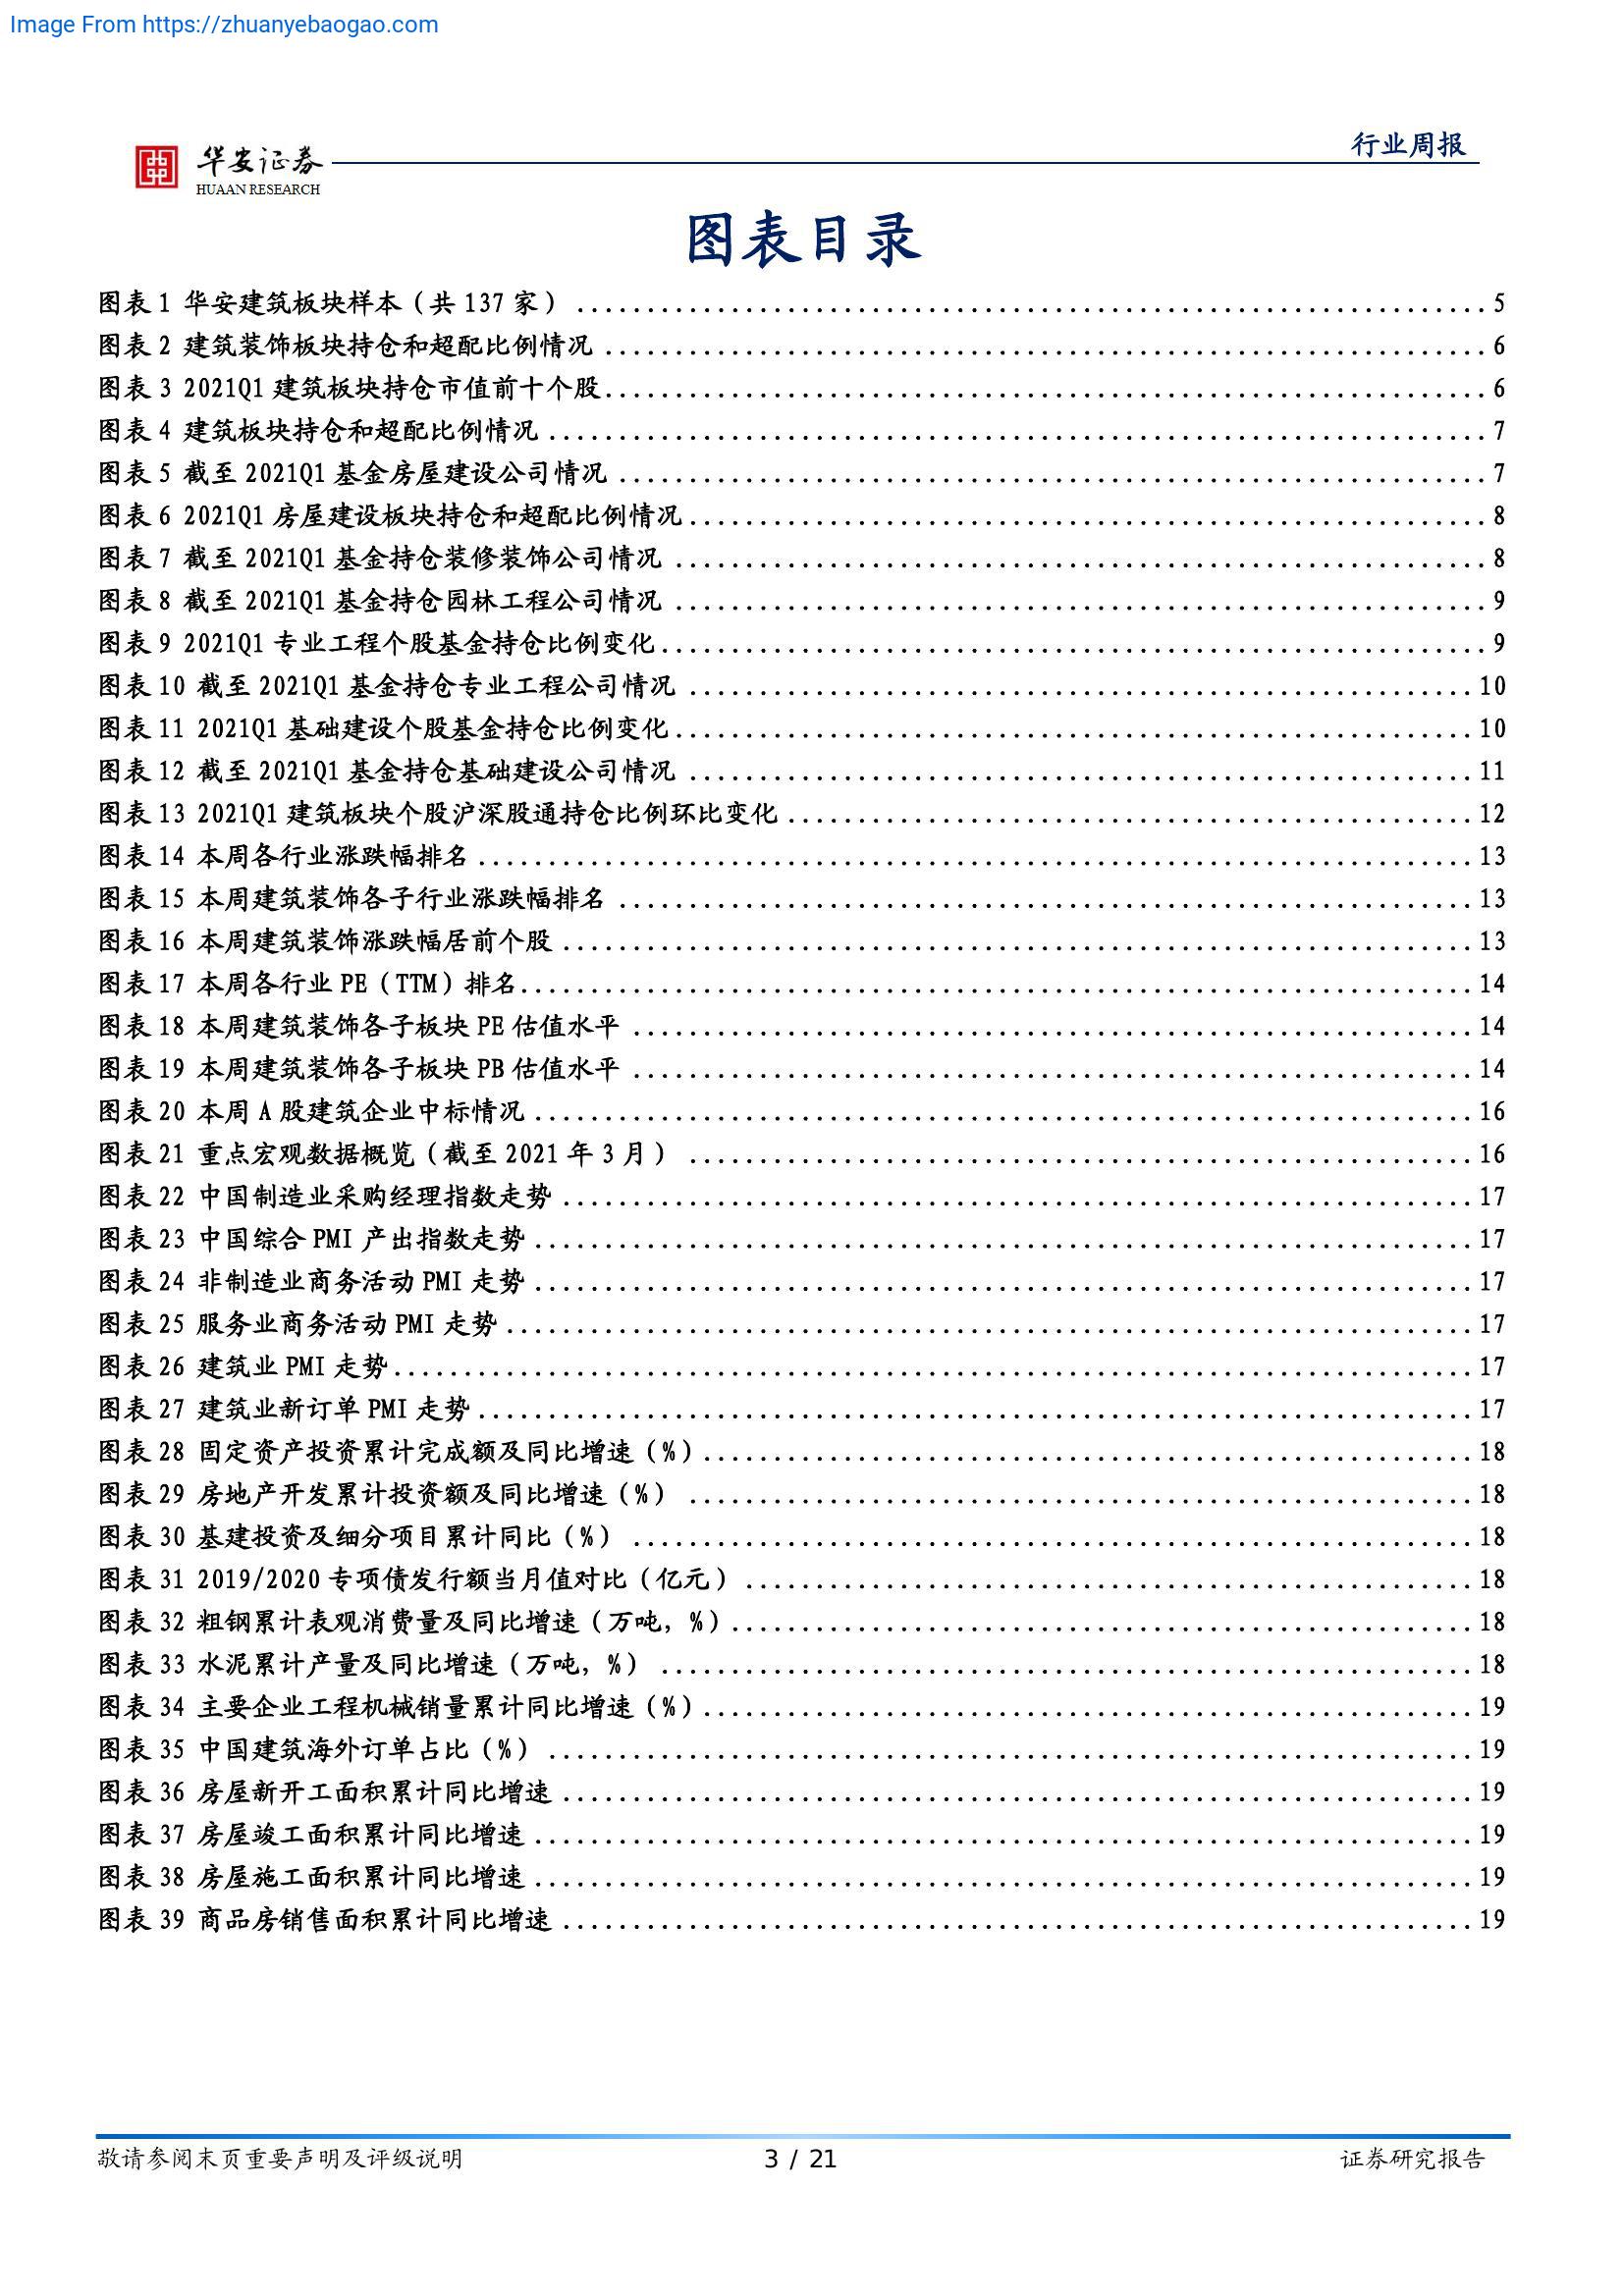 Image From https://zhuanyebaogao.com
华安证券
HUAAN RESEARCH
行业周报
图表目录
图表 1 华安建筑板块样本（共 137 家） 5
图表 2 建筑装饰板块持仓和超配比例情况 6
图表 3 2021Q1 建筑板块持仓市值前十个股 6
图表 4 建筑板块持仓和超配比例情况 7
图表 5 截至 2021Q1 基金房屋建设公司情况 7
图表 6 2021Q1 房屋建设板块持仓和超配比例情况 8
图表 7 截至 2021Q1 基金持仓装修装饰公司情况 8
图表 8 截至 2021Q1 基金持仓园林工程公司情况 9
图表 9 2021Q1 专业工程个股基金持仓比例变化 9
图表 10 截至 2021Q1 基金持仓专业工程公司情况 10
图表 11 2021Q1 基础建设个股基金持仓比例变化 10
图表 12 截至 2021Q1 基金持仓基础建设公司情况 11
图表 13 2021Q1 建筑板块个股沪深股通持仓比例环比变化 12
图表 14 本周各行业涨跌幅排名 13
图表 15 本周建筑装饰各子行业涨跌幅排名 13
图表 16 本周建筑装饰涨跌幅居前个股 13
图表 17 本周各行业 PE（TTM）排名 14
图表 18 本周建筑装饰各子板块 PE 估值水平 14
图表 19 本周建筑装饰各子板块 PB 估值水平 14
图表 20 本周 A 股建筑企业中标情况 16
图表 21 重点宏观数据概览（截至 2021 年 3 月） 16
图表 22 中国制造业采购经理指数走势 17
图表 23 中国综合 PMI 产出指数走势 17
图表 24 非制造业商务活动 PMI 走势 17
图表 25 服务业商务活动 PMI 走势 17
图表 26 建筑业 PMI 走势 17
图表 27 建筑业新订单 PMI 走势 17
图表 28 固定资产投资累计完成额及同比增速（%） 18
图表 29 房地产开发累计投资额及同比增速（%） 18
图表 30 基建投资及细分项目累计同比（%） 18
图表 31 2019/2020 专项债发行额当月值对比（亿元） 18
图表 32 粗钢累计表观消费量及同比增速（万吨，%） 18
图表 33 水泥累计产量及同比增速（万吨，%） 18
图表 34 主要企业工程机械销量累计同比增速（%） 19
图表 35 中国建筑海外订单占比（%） 19
图表 36 房屋新开工面积累计同比增速 19
图表 37 房屋竣工面积累计同比增速 19
图表 38 房屋施工面积累计同比增速 19
图表 39 商品房销售面积累计同比增速 19
敬请参阅末页重要声明及评级说明
3 / 21
证券研究报告